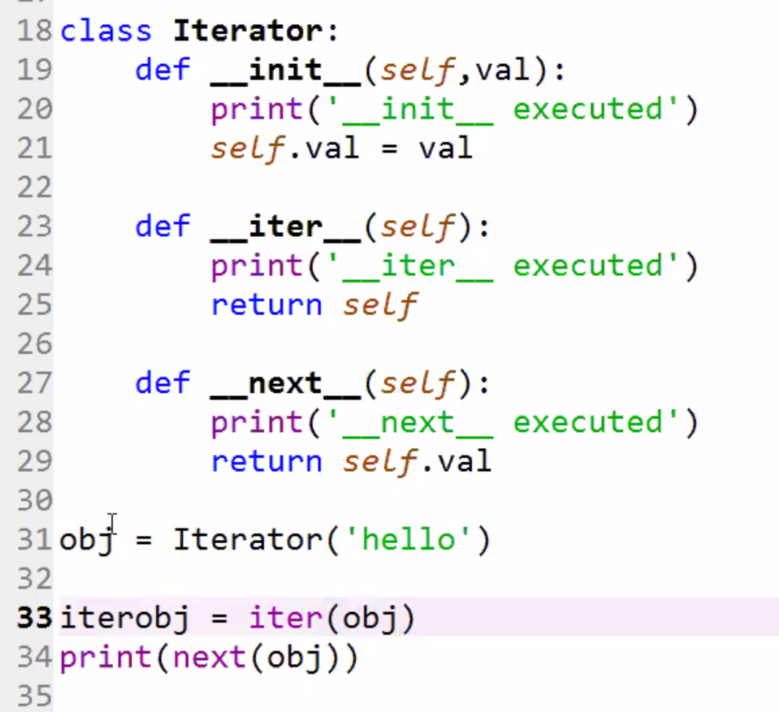 18 class Iterator:
19     def __init__(self,val):
20         print('__init__ executed')
21         self.val = val
22
23     def __iter__(self):
24         print('__iter__ executed')
25         return self
26
27     def __next__(self):
28         print('__next__ executed')
29         return self.val
30
31 obj = Iterator('hello')
32
33 iterobj = iter(obj)
34 print(next(obj))
35